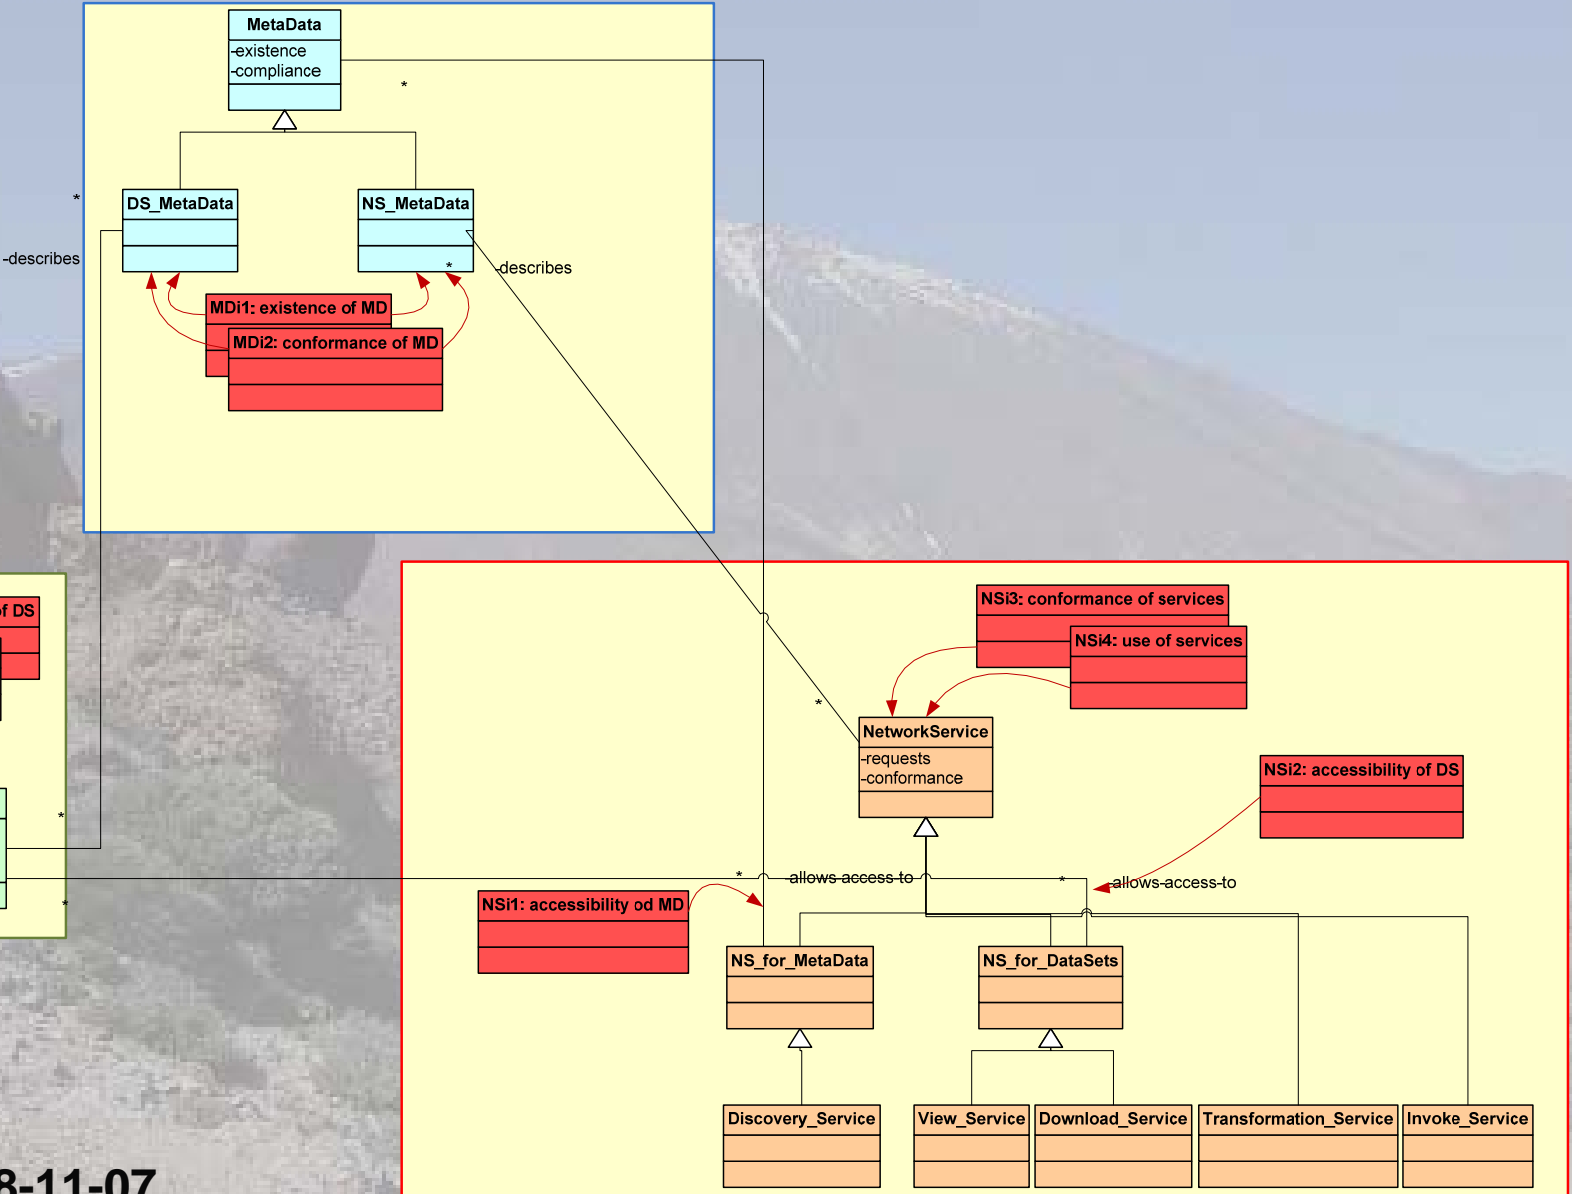 MetaData
-existence
-compliance
*
*
DS_MetaData
NS_MetaData
-describes
*
-describes
MDi1: existence of MD
MDi2: conformance of MD
NSi3: conformance of services
of DS
NSi4: use of services
*
NetworkService
-requests
-conformance
NSi2: accessibility of DS
*
*
-allows-access-to
*
-allows-access-to
*
NSi1: accessibility od MD
NS_for_MetaData
NS_for_DataSets
Discovery_Service
View_Service
Download_Service
Transformation_Service
Invoke_Service
8-11-07